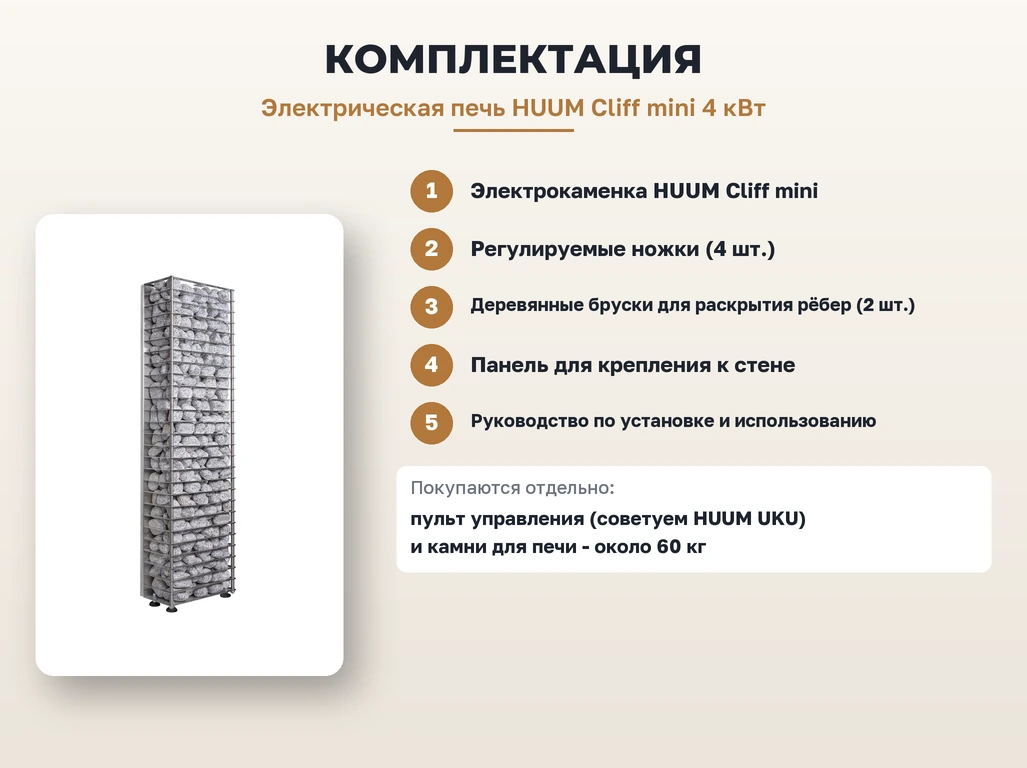 КОМПЛЕКТАЦИЯ
Электрическая печь HUUM Cliff mini 4 кВт
1 Электрокаменка HUUM Cliff mini
2 Регулируемые ножки (4 шт.)
3 Деревянные бруски для раскрытия рёбер (2 шт.)
4 Панель для крепления к стене
5 Руководство по установке и использованию
Покупаются отдельно:
пульт управления (советуем HUUM UKU)
и камни для печи - около 60 кг